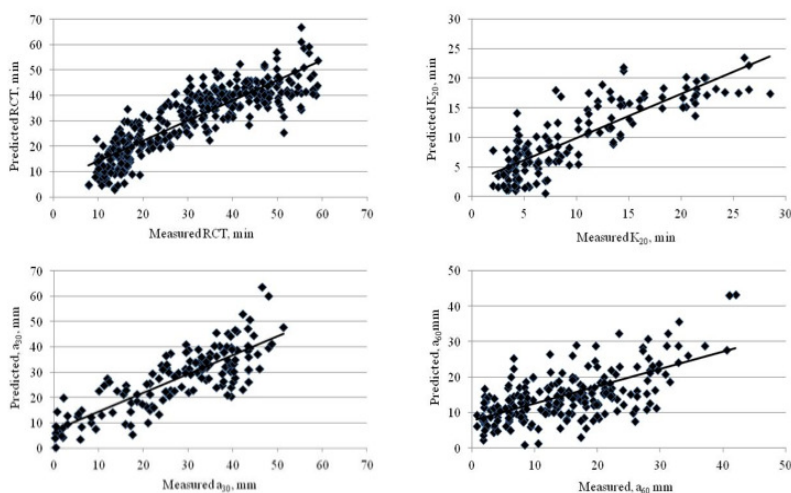 70
60
50
40
30
20
10
0
Predicted RCT, min
0 10 20 30 40 50 60 70
Measured RCT, min
30
25
20
15
10
5
0
Predicted K20, min
0 5 10 15 20 25 30
Measured K20, min
70
60
50
40
30
20
10
0
Predicted, a30, mm
0 10 20 30 40 50 60 70
Measured a30, mm
50
40
30
20
10
0
Predicted, a60mm
0 10 20 30 40 50
Measured, a60 mm